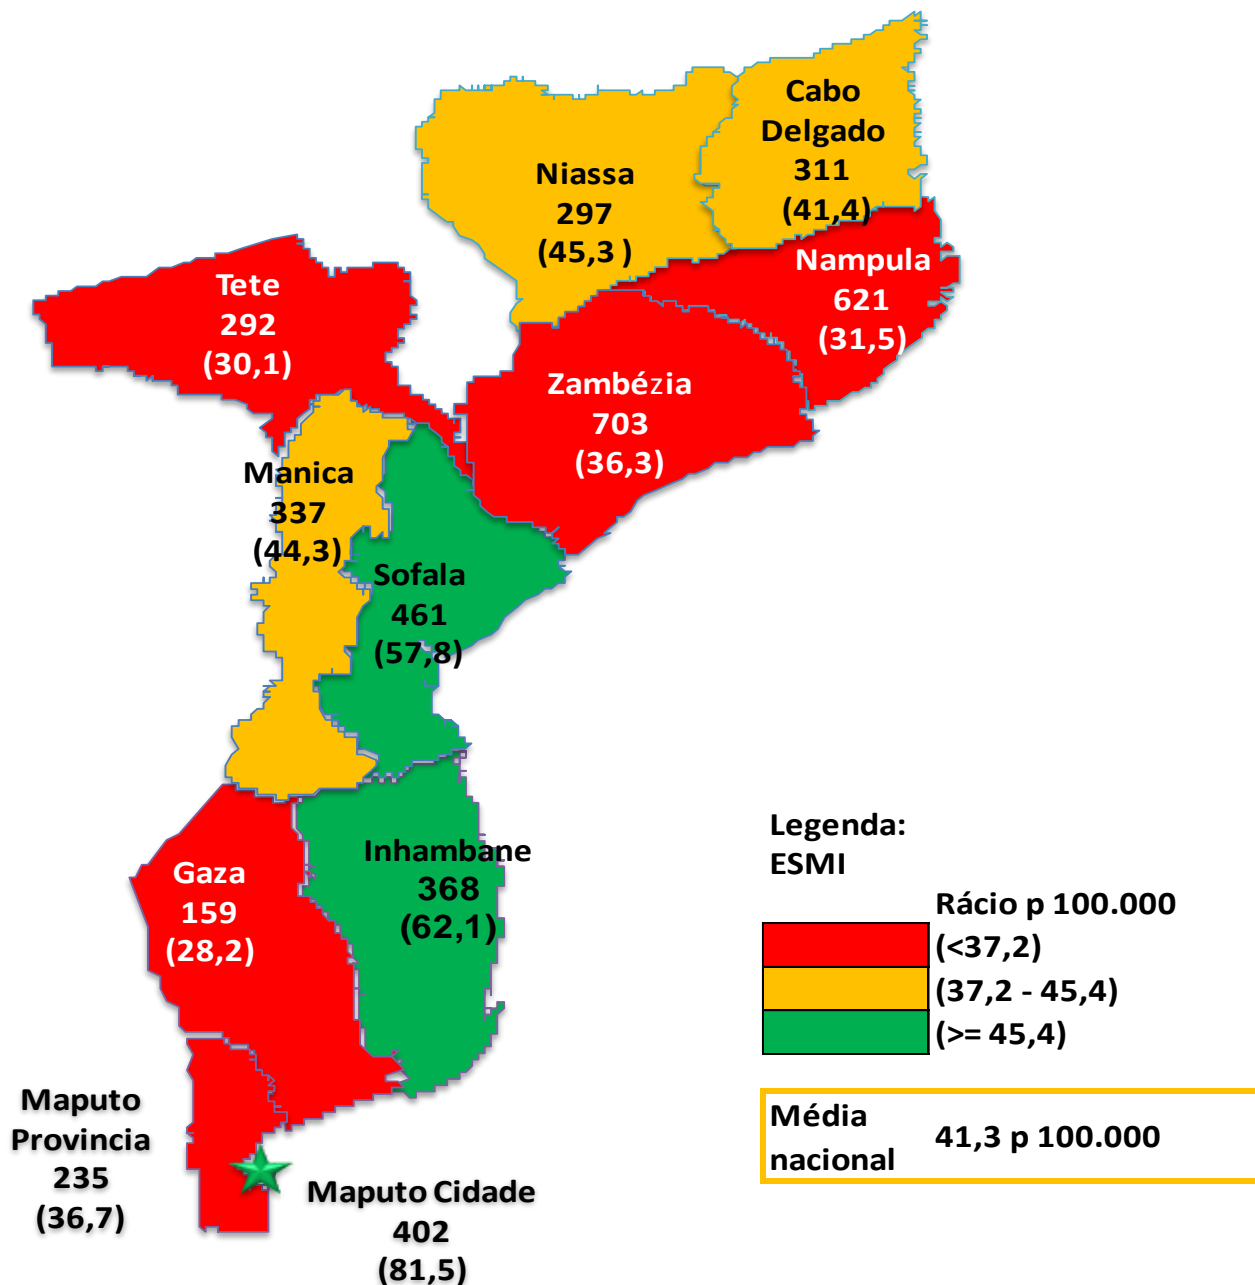 Cabo
Delgado
311
(41,4)
Niassa
297
(45,3 )
Nampula
621
(31,5)
Tete
292
(30,1)
Zambézia
703
(36,3)
Manica
337
(44,3)
Sofala
461
(57,8)
Inhambane
368
(62,1)
Gaza
159
(28,2)
Maputo
Provincia
235
(36,7)
Maputo Cidade
402
(81,5)
Legenda:
ESMI
Rácio p 100.000
(<37,2)
(37,2 - 45,4)
(>= 45,4)
Média
nacional
41,3 p 100.000